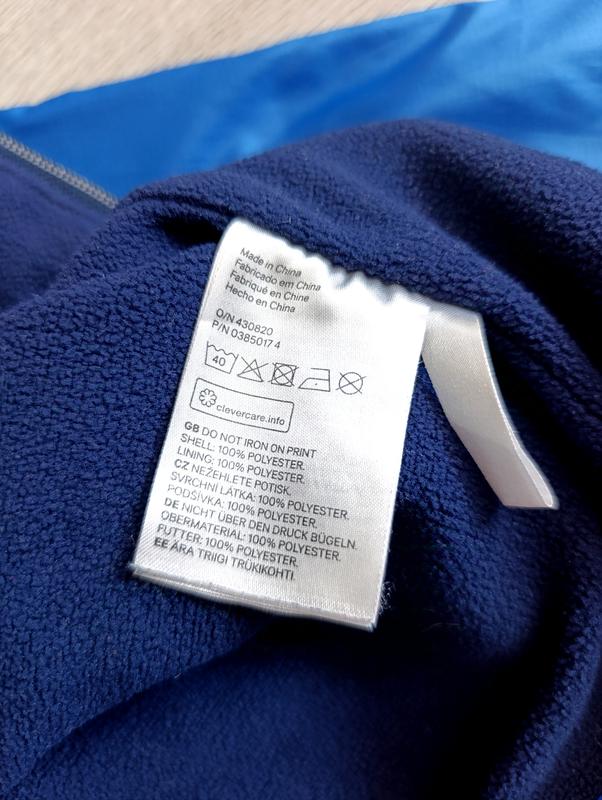 Made in China
Fabricado em China
Fabriqué en Chine
Hecho en China
O/N 430820
P/N 03850174
40
clevercare.info
GB DO NOT IRON ON PRINT
SHELL: 100% POLYESTER.
LINING: 100% POLYESTER.
CZ NEŽEHLETE POTISK.
SVRCHNÍ LÁTKA: 100% POLYESTER.
PODŠÍVKA: 100% POLYESTER.
DE NICHT ÜBER DEN DRUCK BÜGELN.
OBERMATERIAL: 100% POLYESTER.
FUTTER: 100% POLYESTER.
EE ÄRA TRIIGI TRÜKIKOHTI.